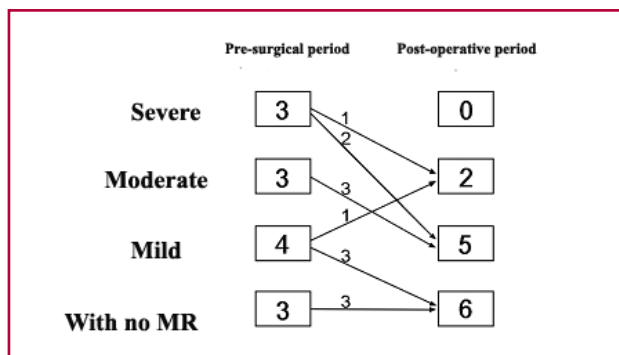 Pre-surgical period Post-operative period
Severe 3 1 0
2
Moderate 3 3 2
1
Mild 4 5
3
With no MR 3 3 6